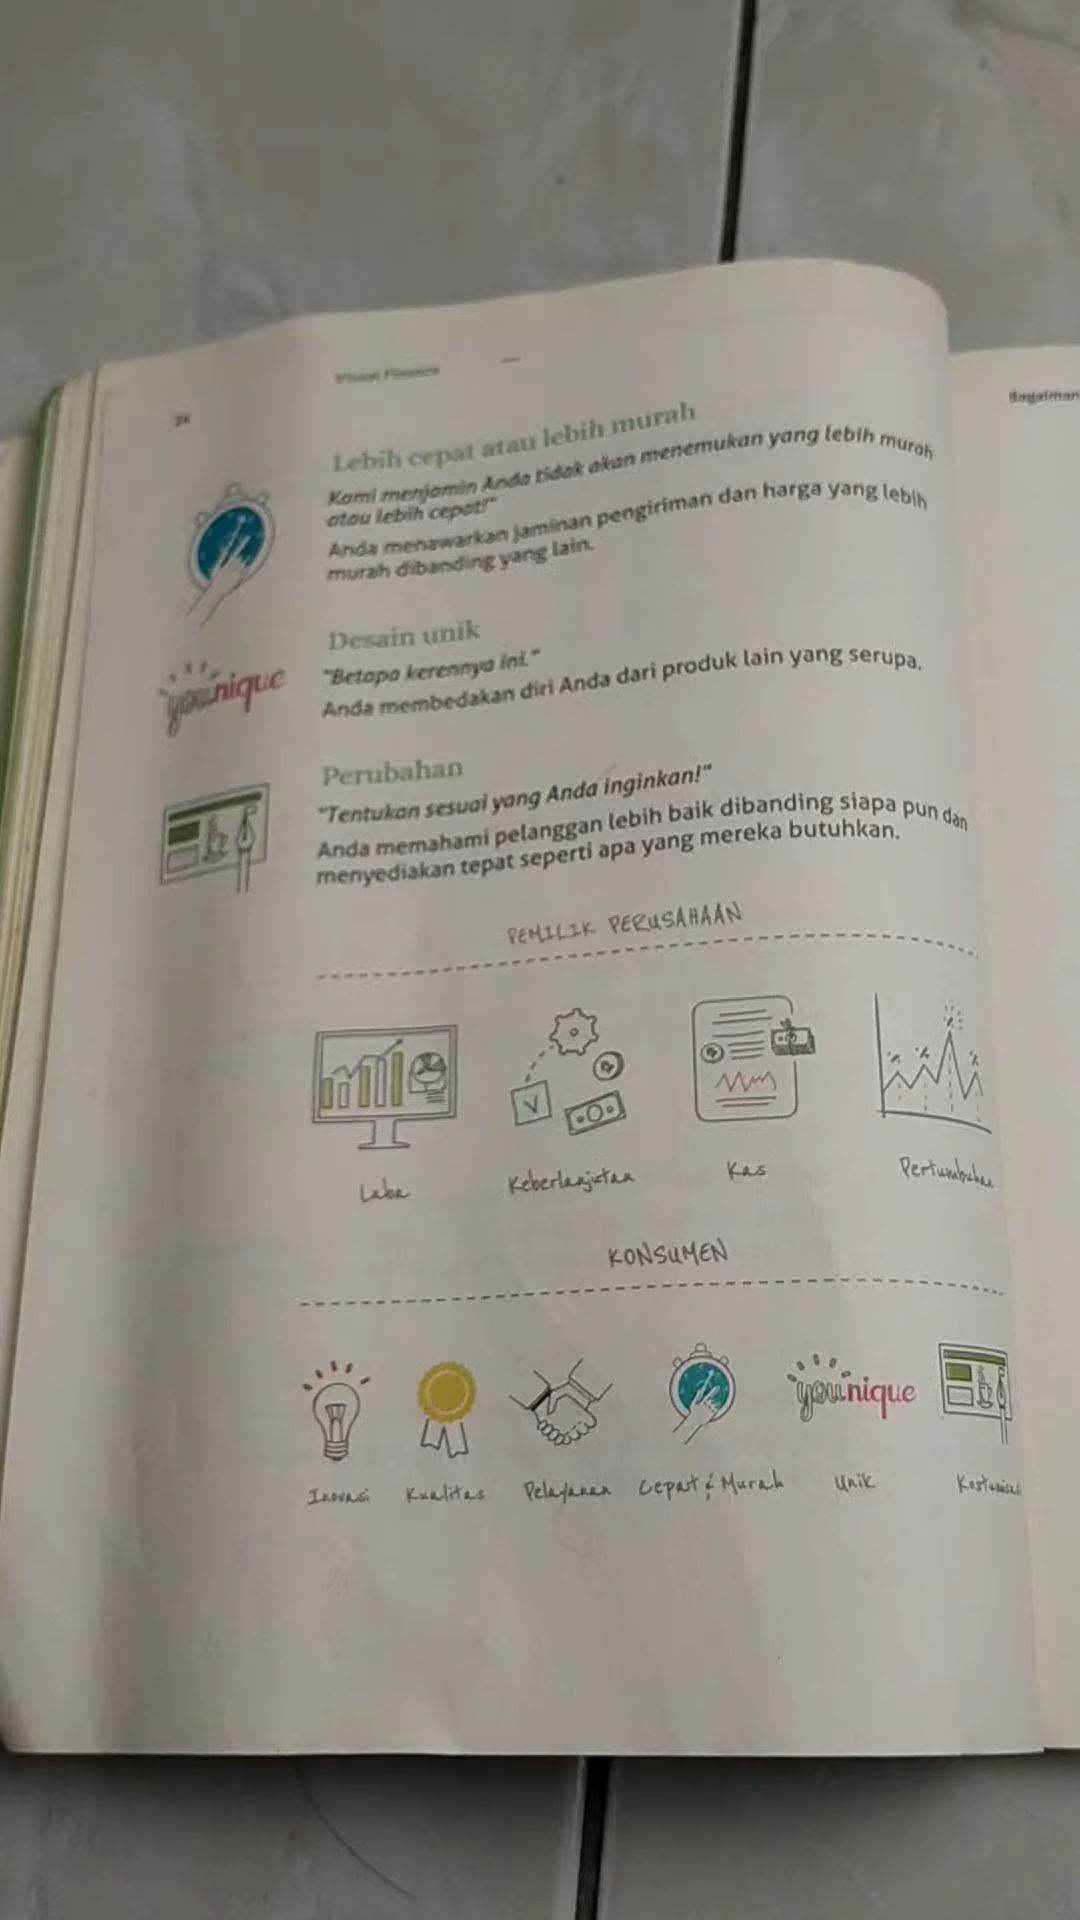 Visual Finance
Bagaiman
Lebih cepat atau lebih murah
Kami menjamin Anda tidak akan menemukan yang lebih murah
atau lebih cepat!"
Anda menawarkan jaminan pengiriman dan harga yang lebih
murah dibanding yang lain.
younique
Desain unik
"Betapa kerennya ini."
Anda membedakan diri Anda dari produk lain yang serupa.
Perubahan
"Tentukan sesuai yang Anda inginkan!"
Anda memahami pelanggan lebih baik dibanding siapa pun dan
menyediakan tepat seperti apa yang mereka butuhkan.
PEMILIK PERUSAHAAN
Laba Keberlanjutan Kas Pertumbuhan
KONSUMEN
younique
Inovasi Kualitas Pelayanan Cepat & Murah Unik